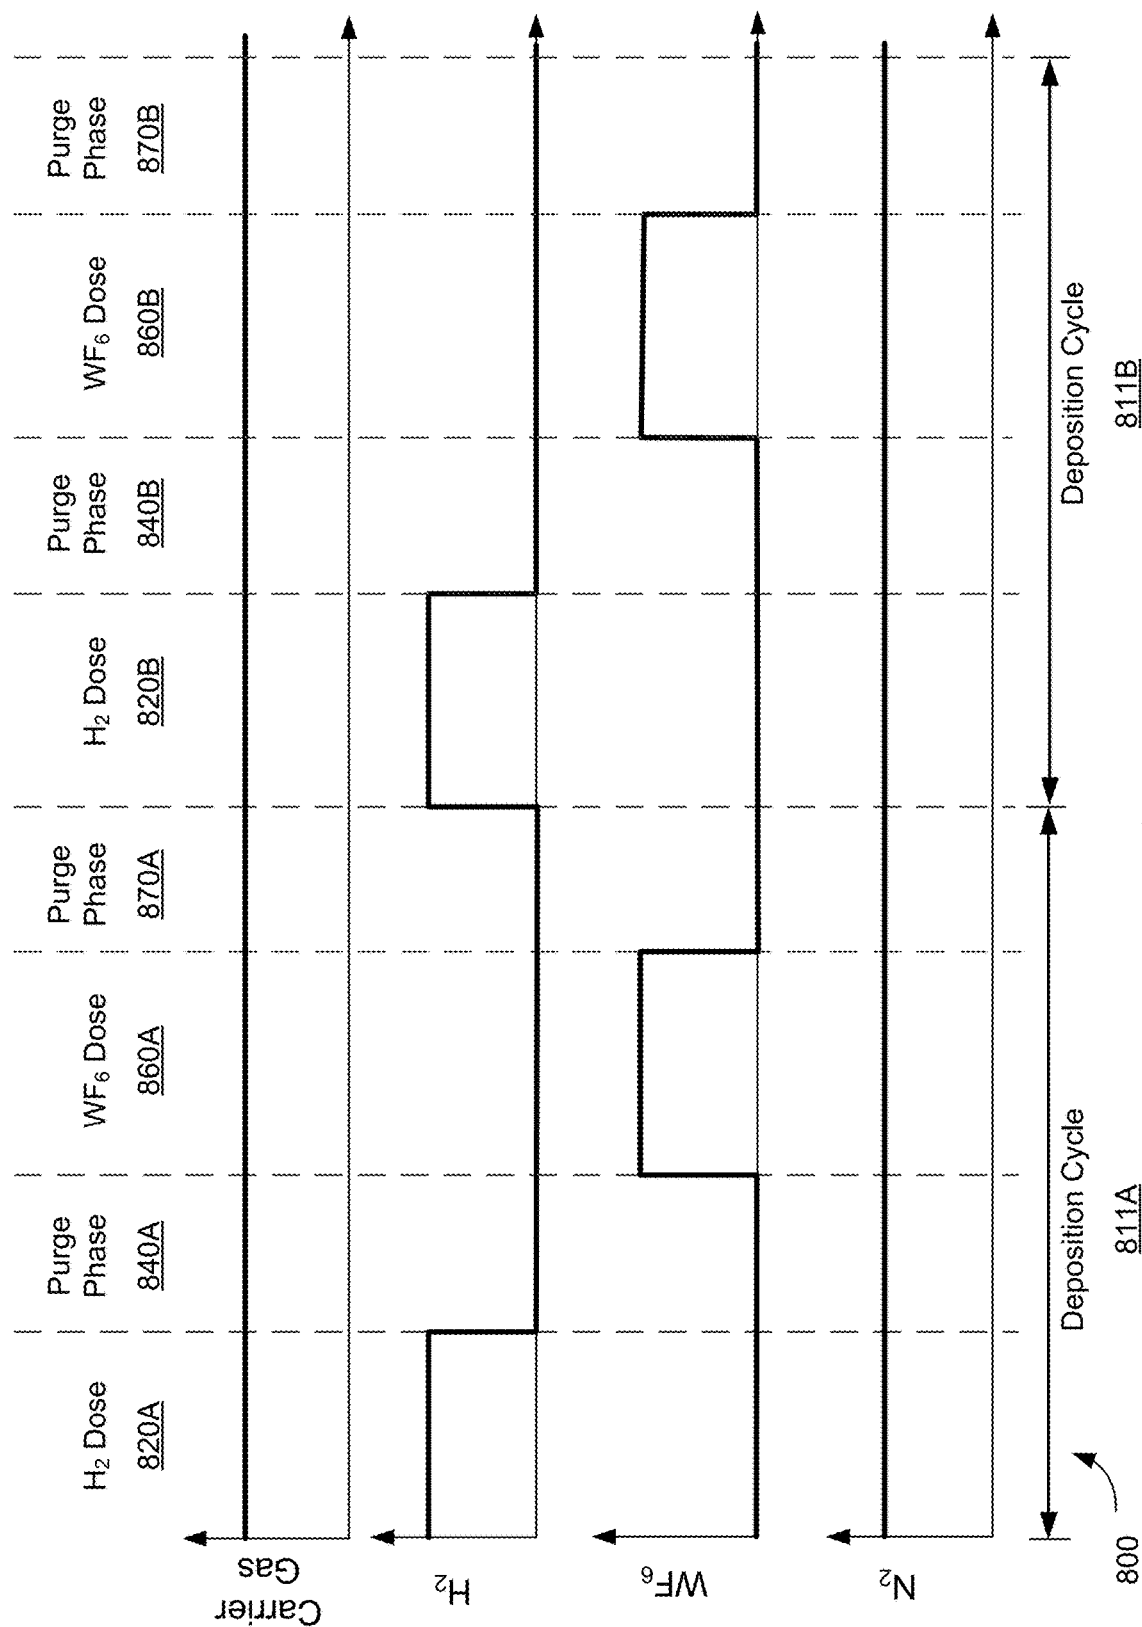 H₂ Dose
820A
Purge
Phase
840A
WF₆ Dose
860A
Purge
Phase
870A
H₂ Dose
820B
Purge
Phase
840B
WF₆ Dose
860B
Purge
Phase
870B
Carrier
Gas
H₂
WF₆
N₂
Deposition Cycle
811A
Deposition Cycle
811B
800